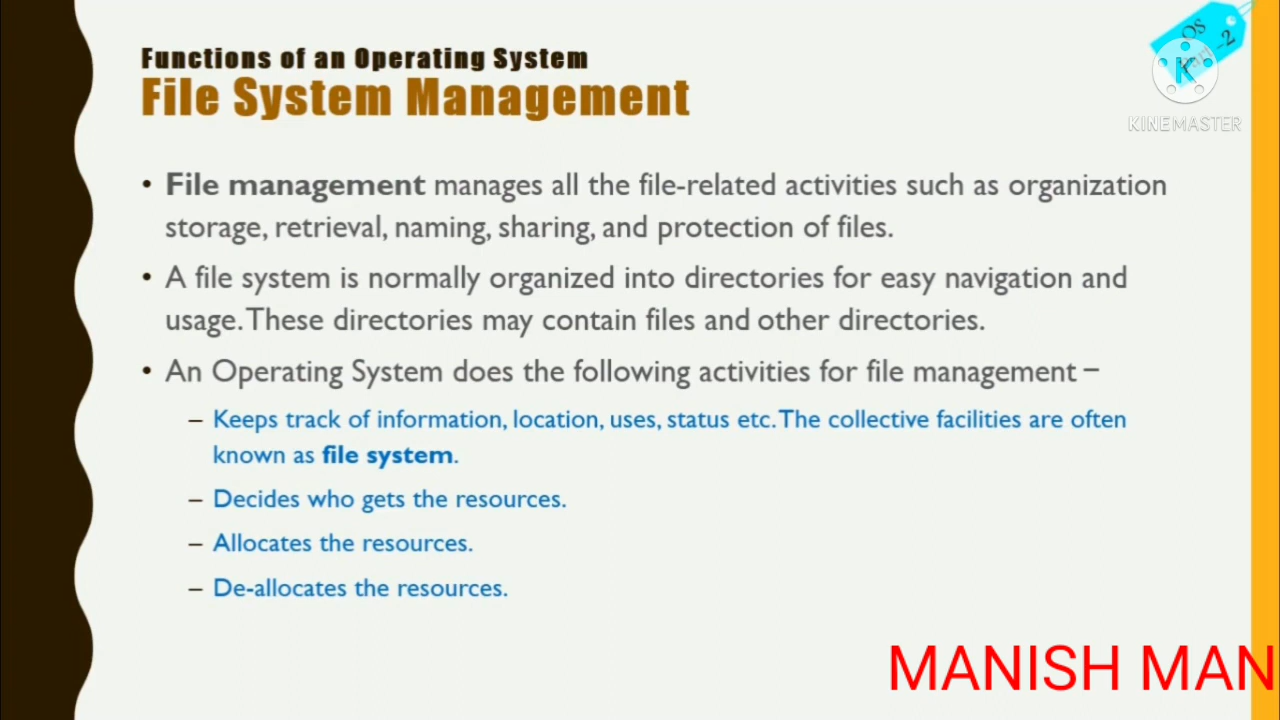 Functions of an Operating System
File System Management
• File management manages all the file-related activities such as organization
storage, retrieval, naming, sharing, and protection of files.
• A file system is normally organized into directories for easy navigation and
usage. These directories may contain files and other directories.
• An Operating System does the following activities for file management –
– Keeps track of information, location, uses, status etc. The collective facilities are often
known as file system.
– Decides who gets the resources.
– Allocates the resources.
– De-allocates the resources.
OS
-2
K
KINEMASTER
MANISH MAN